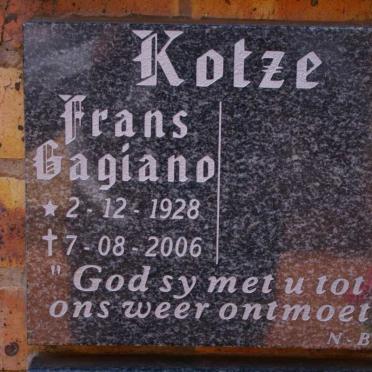 Kotze
Frans
Gagiano
★ 2 - 12 - 1928
✝ 7 - 08 - 2006
" God sy met u tot
ons weer ontmoet
N - B